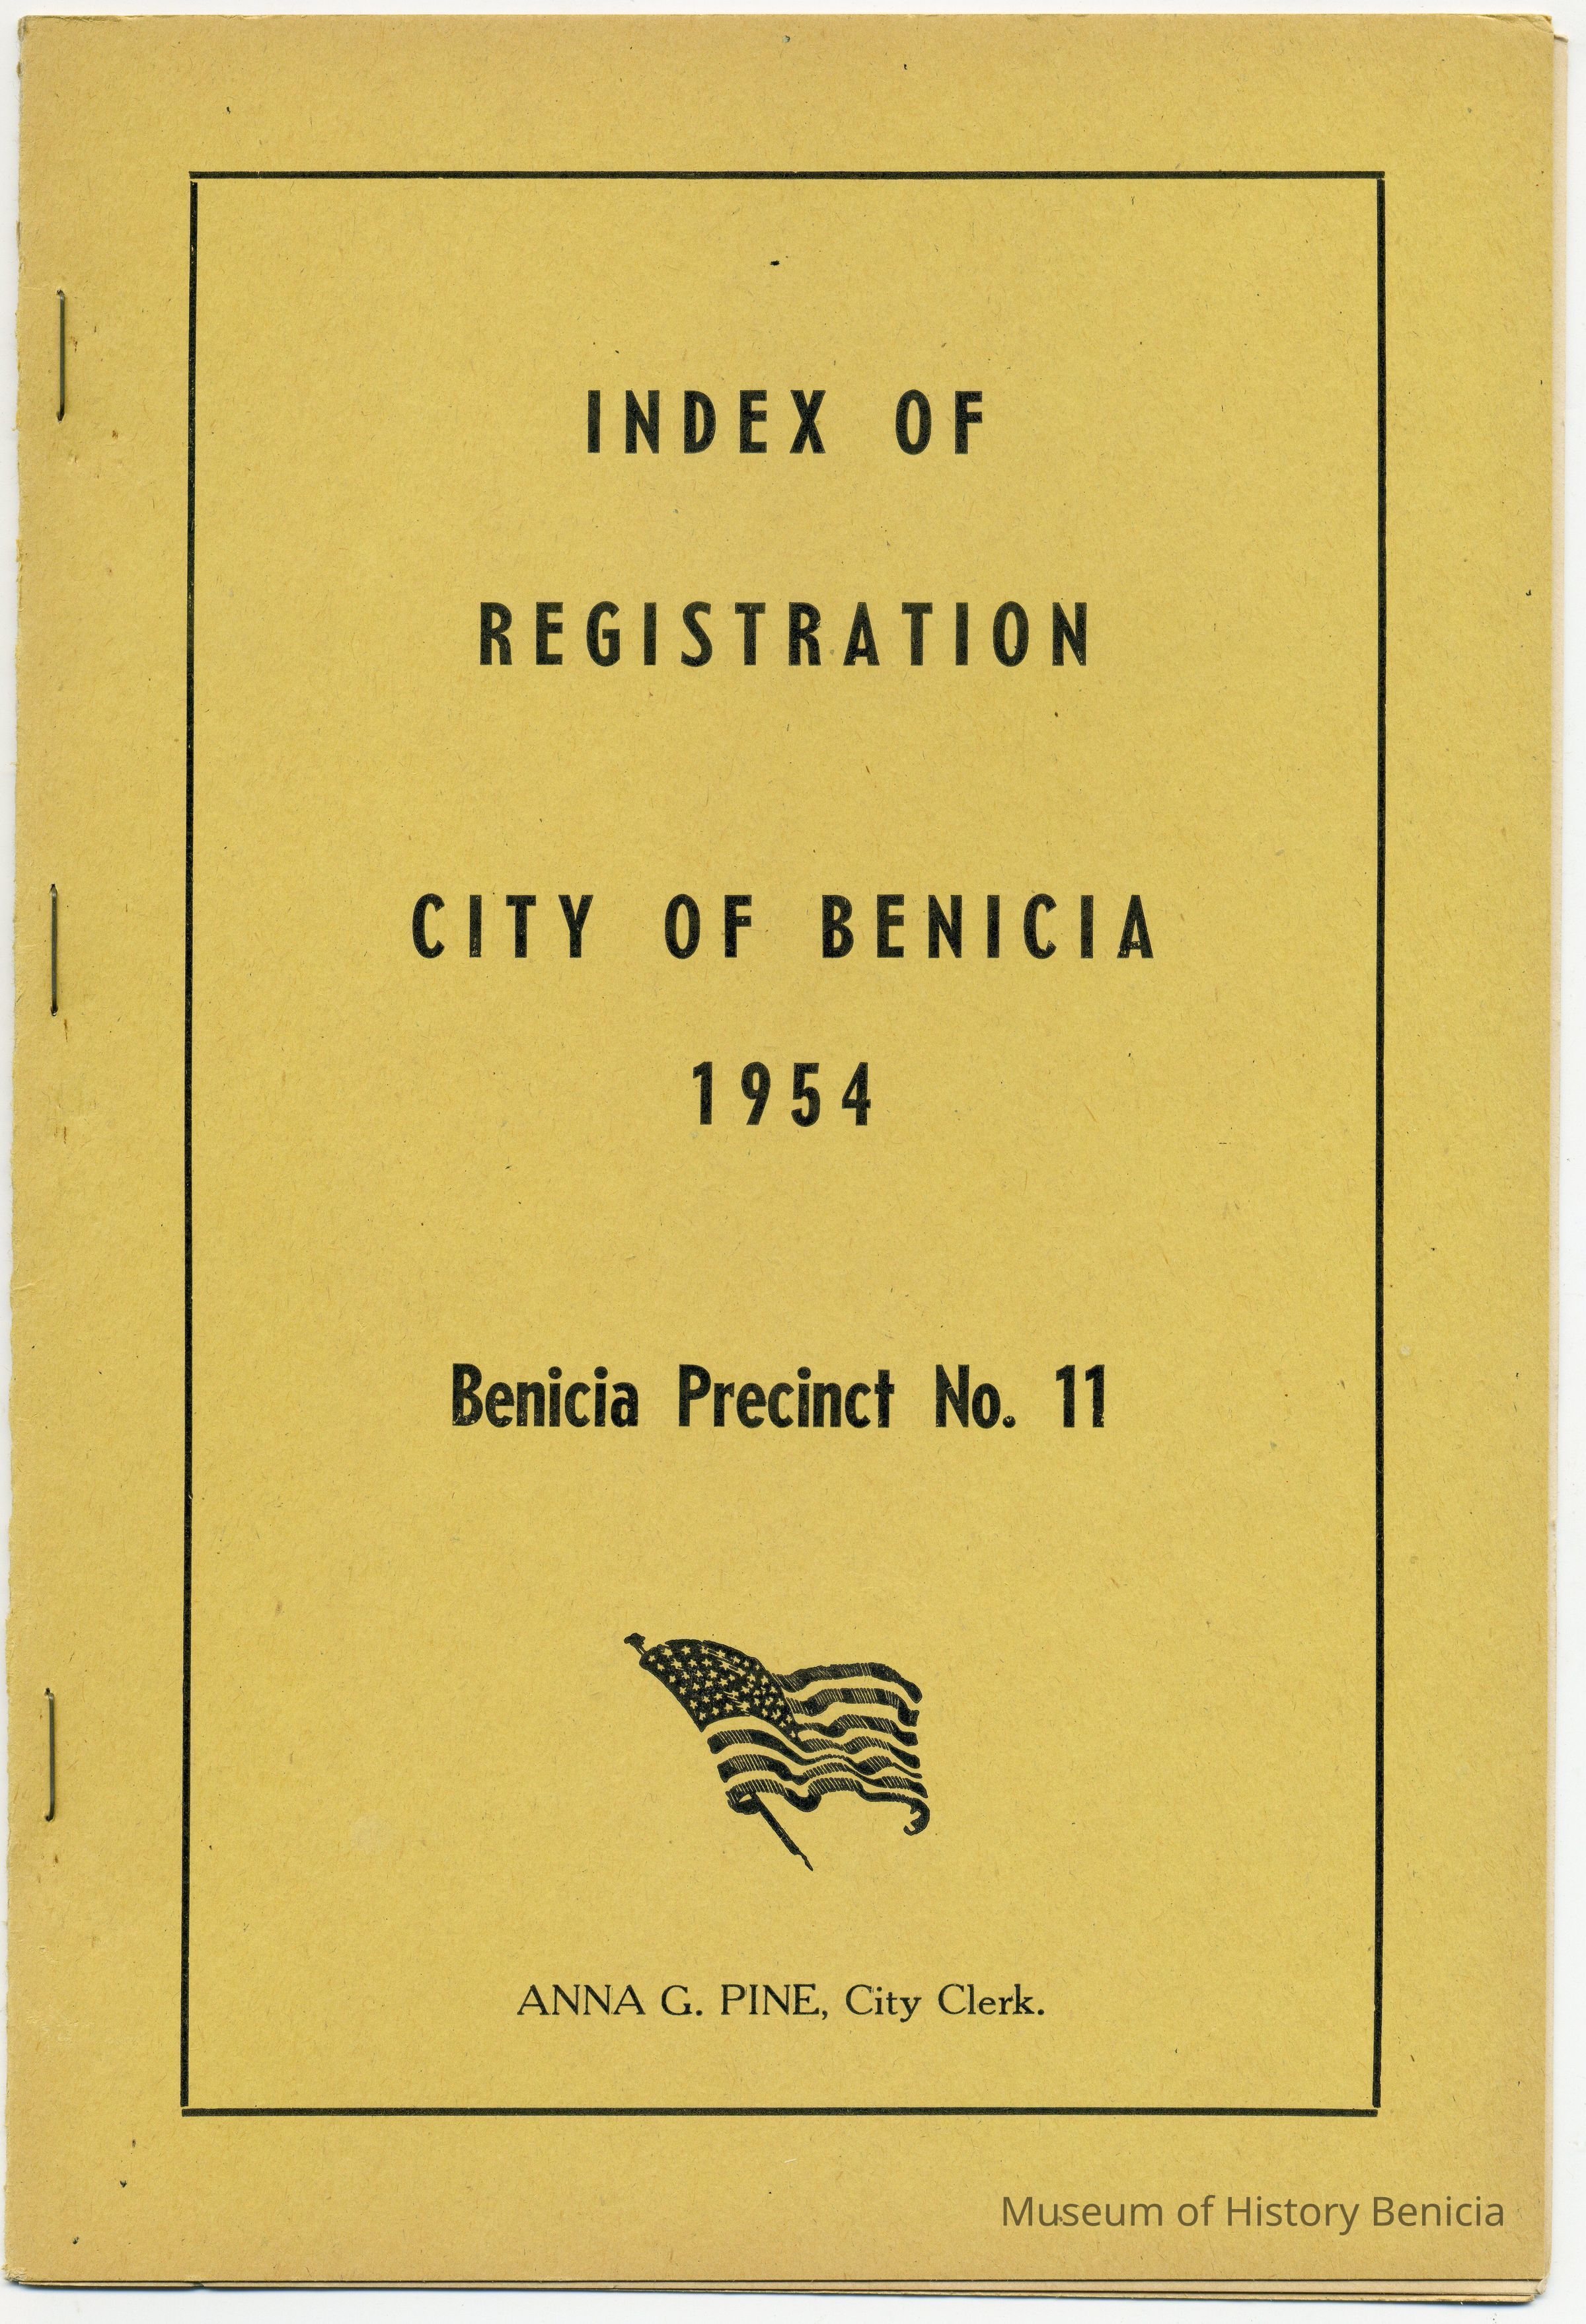 INDEX OF
REGISTRATION
CITY OF BENICIA
1954
Benicia Precinct No. 11
ANNA G. PINE, City Clerk.
Museum of History Benicia